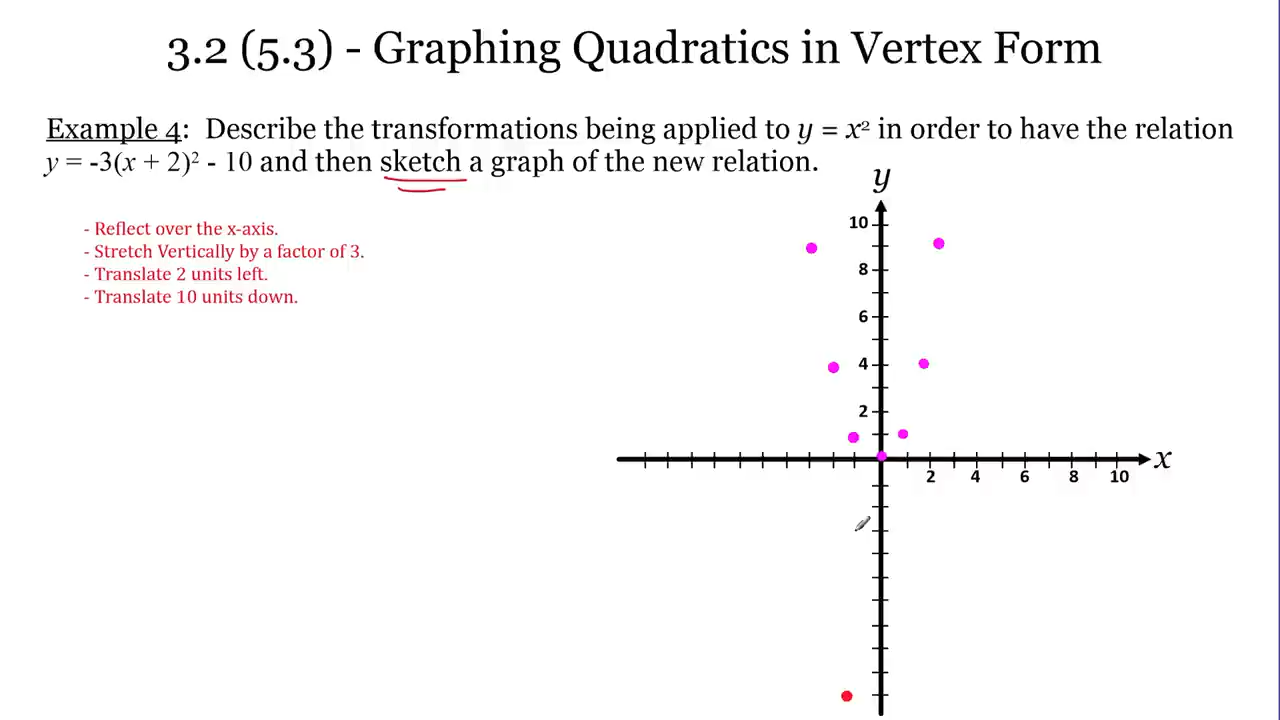 3.2 (5.3) - Graphing Quadratics in Vertex Form
Example 4: Describe the transformations being applied to y = x² in order to have the relation
y = -3(x + 2)² - 10 and then sketch a graph of the new relation.
- Reflect over the x-axis.
- Stretch Vertically by a factor of 3.
- Translate 2 units left.
- Translate 10 units down.
y
10
8
6
4
2
x
2 4 6 8 10